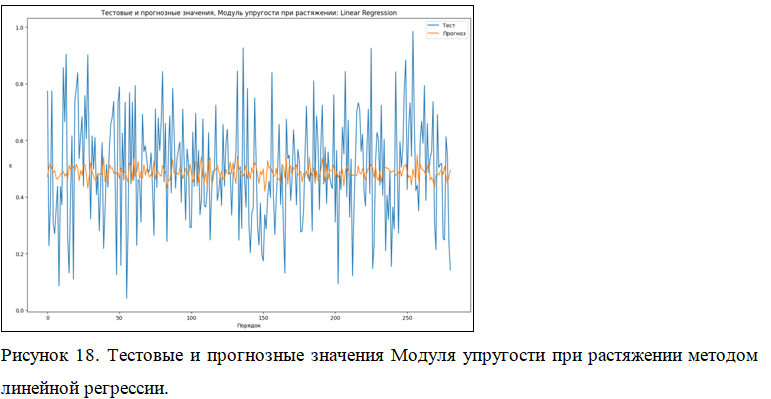 Тестовые и прогнозные значения, Модуль упругости при растяжении: Linear Regression
Тест
Прогноз
1.0
0.8
0.6
0.4
0.2
0.0
0
50
100
150
200
250
Порядок
Рисунок 18. Тестовые и прогнозные значения Модуля упругости при растяжении методом
линейной регрессии.